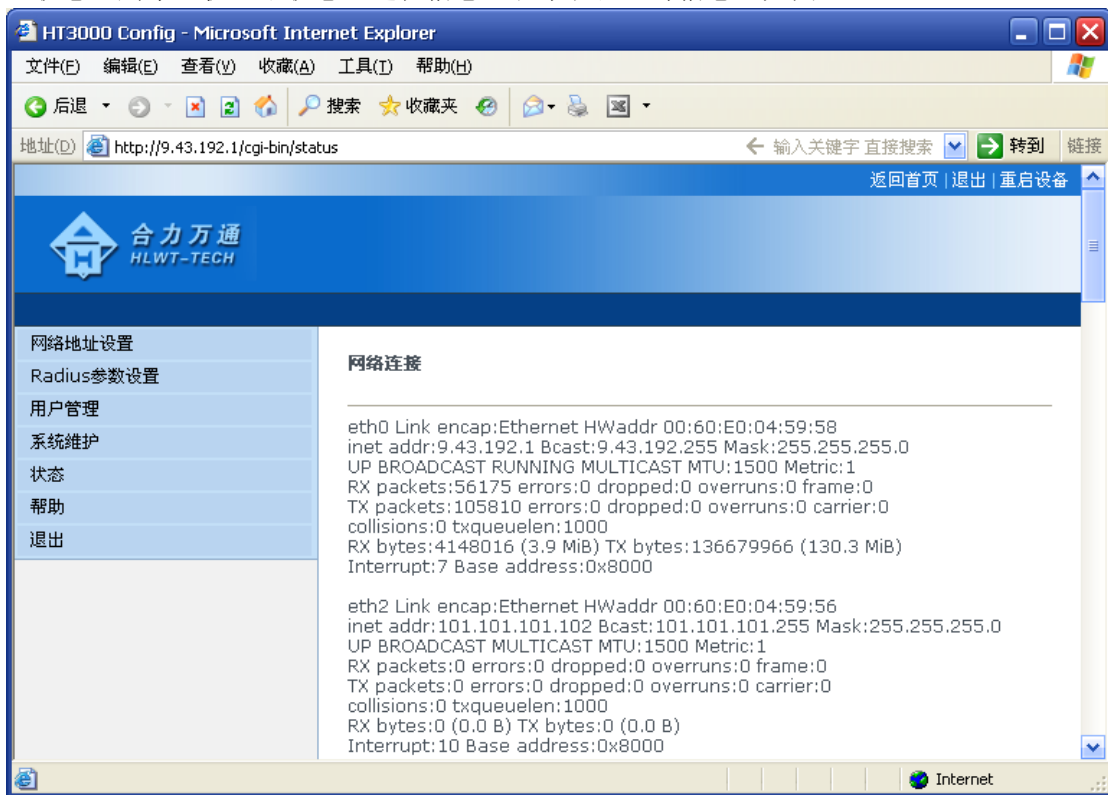 HT3000 Config - Microsoft Internet Explorer
文件(F) 编辑(E) 查看(V) 收藏(A) 工具(T) 帮助(H)
后退 搜索 收藏夹
地址(D) http://9.43.192.1/cgi-bin/status 输入关键字 直接搜索 转到 链接
返回首页 | 退出 | 重启设备
合力万通
HLWT-TECH
网络地址设置
Radius参数设置
用户管理
系统维护
状态
帮助
退出
网络连接
eth0 Link encap:Ethernet HWaddr 00:60:E0:04:59:58
inet addr:9.43.192.1 Bcast:9.43.192.255 Mask:255.255.255.0
UP BROADCAST RUNNING MULTICAST MTU:1500 Metric:1
RX packets:56175 errors:0 dropped:0 overruns:0 frame:0
TX packets:105810 errors:0 dropped:0 overruns:0 carrier:0
collisions:0 txqueuelen:1000
RX bytes:4148016 (3.9 MiB) TX bytes:136679966 (130.3 MiB)
Interrupt:7 Base address:0x8000
eth2 Link encap:Ethernet HWaddr 00:60:E0:04:59:56
inet addr:101.101.101.102 Bcast:101.101.101.255 Mask:255.255.255.0
UP BROADCAST MULTICAST MTU:1500 Metric:1
RX packets:0 errors:0 dropped:0 overruns:0 frame:0
TX packets:0 errors:0 dropped:0 overruns:0 carrier:0
collisions:0 txqueuelen:1000
RX bytes:0 (0.0 B) TX bytes:0 (0.0 B)
Interrupt:10 Base address:0x8000
Internet